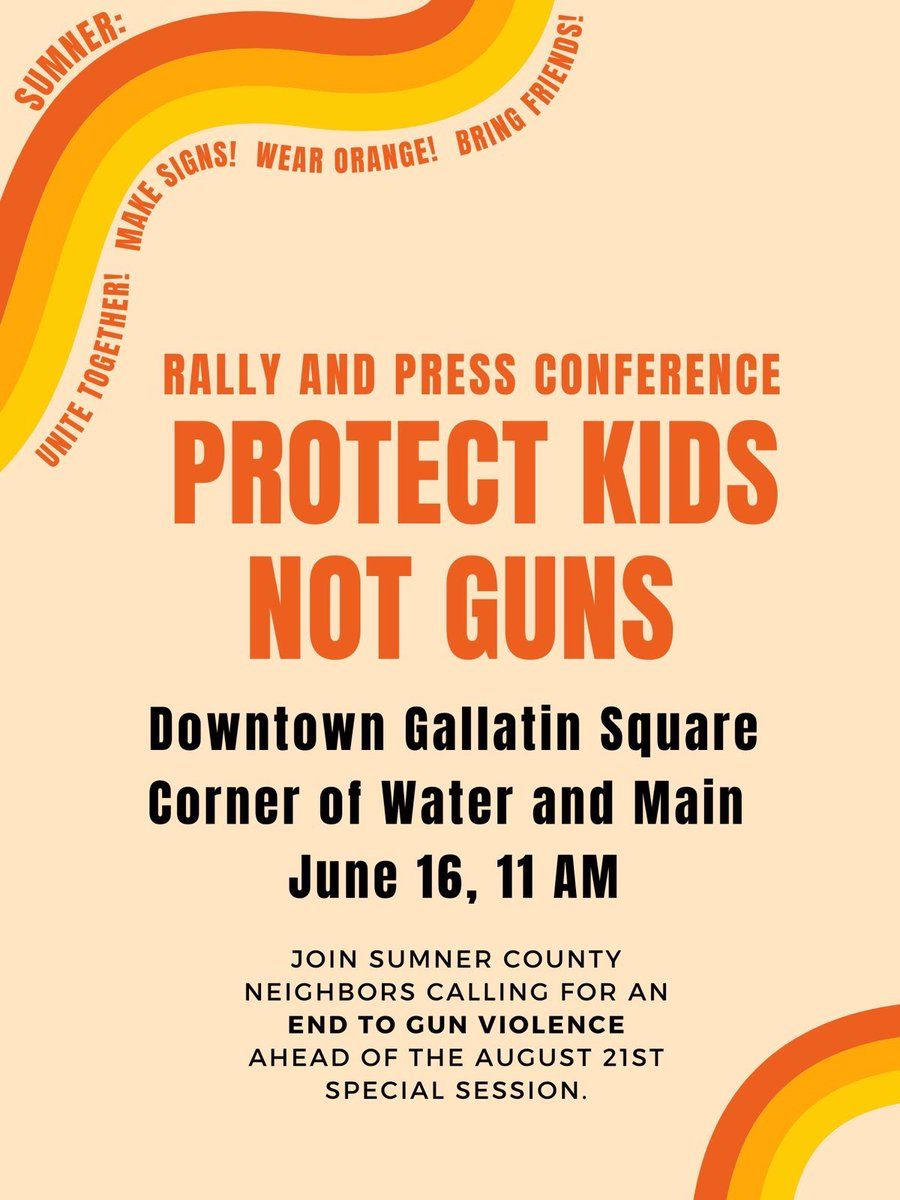 SUMNER:
UNITE TOGETHER! MAKE SIGNS! WEAR ORANGE! BRING FRIENDS!
RALLY AND PRESS CONFERENCE
PROTECT KIDS
NOT GUNS
Downtown Gallatin Square
Corner of Water and Main
June 16, 11 AM
JOIN SUMNER COUNTY
NEIGHBORS CALLING FOR AN
END TO GUN VIOLENCE
AHEAD OF THE AUGUST 21ST
SPECIAL SESSION.